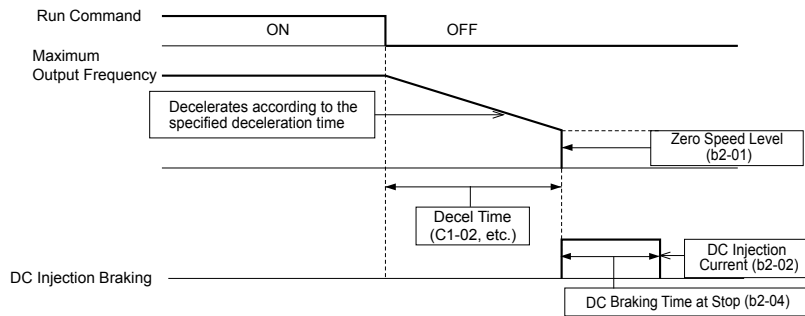 Run Command
ON
OFF
Maximum
Output Frequency
Decelerates according to the
specified deceleration time
Zero Speed Level
(b2-01)
Decel Time
(C1-02, etc.)
DC Injection Braking
DC Injection
Current (b2-02)
DC Braking Time at Stop (b2-04)